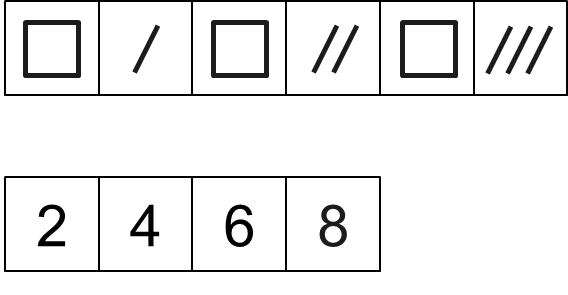 □ / □ // □ ///
2 4 6 8